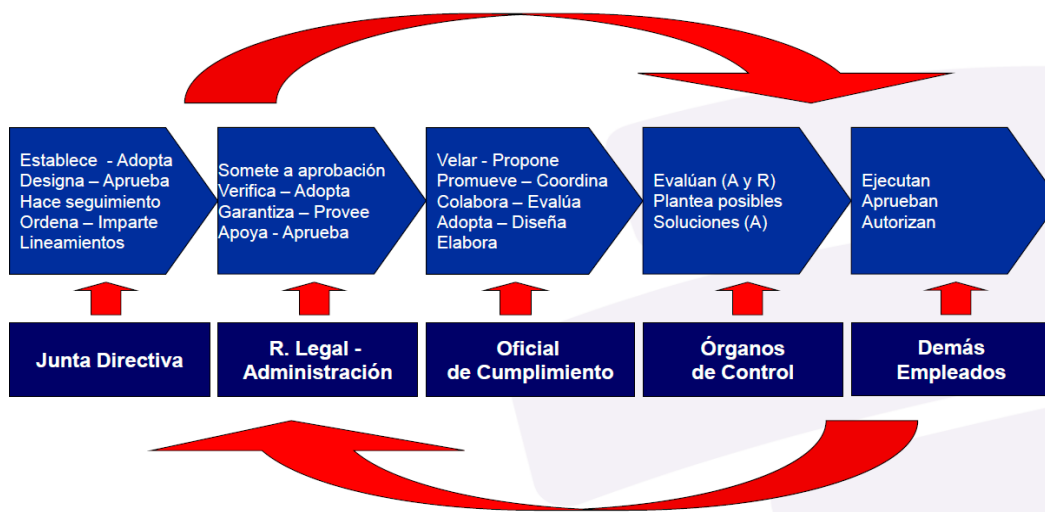 Establece - Adopta
Designa – Aprueba
Hace seguimiento
Ordena – Imparte
Lineamientos
Somete a aprobación
Verifica – Adopta
Garantiza – Provee
Apoya - Aprueba
Velar - Propone
Promueve – Coordina
Colabora – Evalúa
Adopta – Diseña
Elabora
Evalúan (A y R)
Plantea posibles
Soluciones (A)
Ejecutan
Aprueban
Autorizan
Junta Directiva
R. Legal -
Administración
Oficial
de Cumplimiento
Órganos
de Control
Demás
Empleados